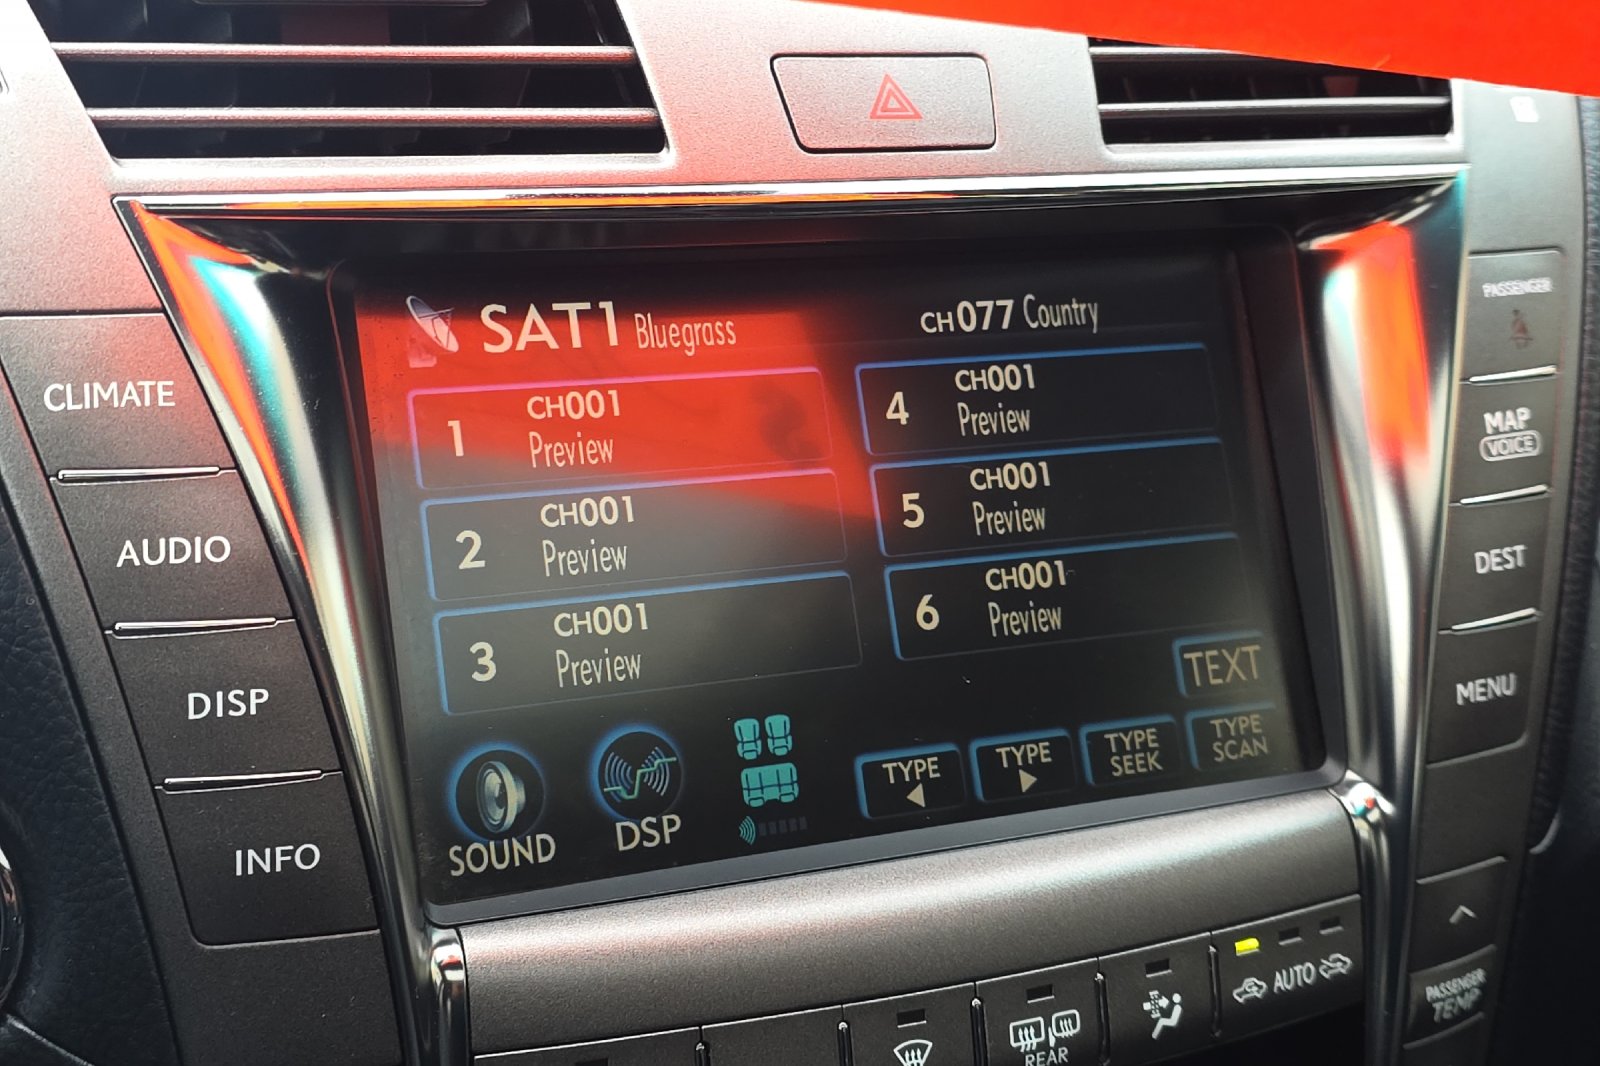 SAT1 Bluegrass
CH077 Country
1 CH001
Preview
2 CH001
Preview
3 CH001
Preview
4 CH001
Preview
5 CH001
Preview
6 CH001
Preview
TEXT
SOUND
DSP
TYPE
TYPE
TYPE
SEEK
TYPE
SCAN
CLIMATE
AUDIO
DISP
INFO
PASSENGER
MAP
VOICE
DEST
MENU
PASSENGER
TEMP
REAR
AUTO